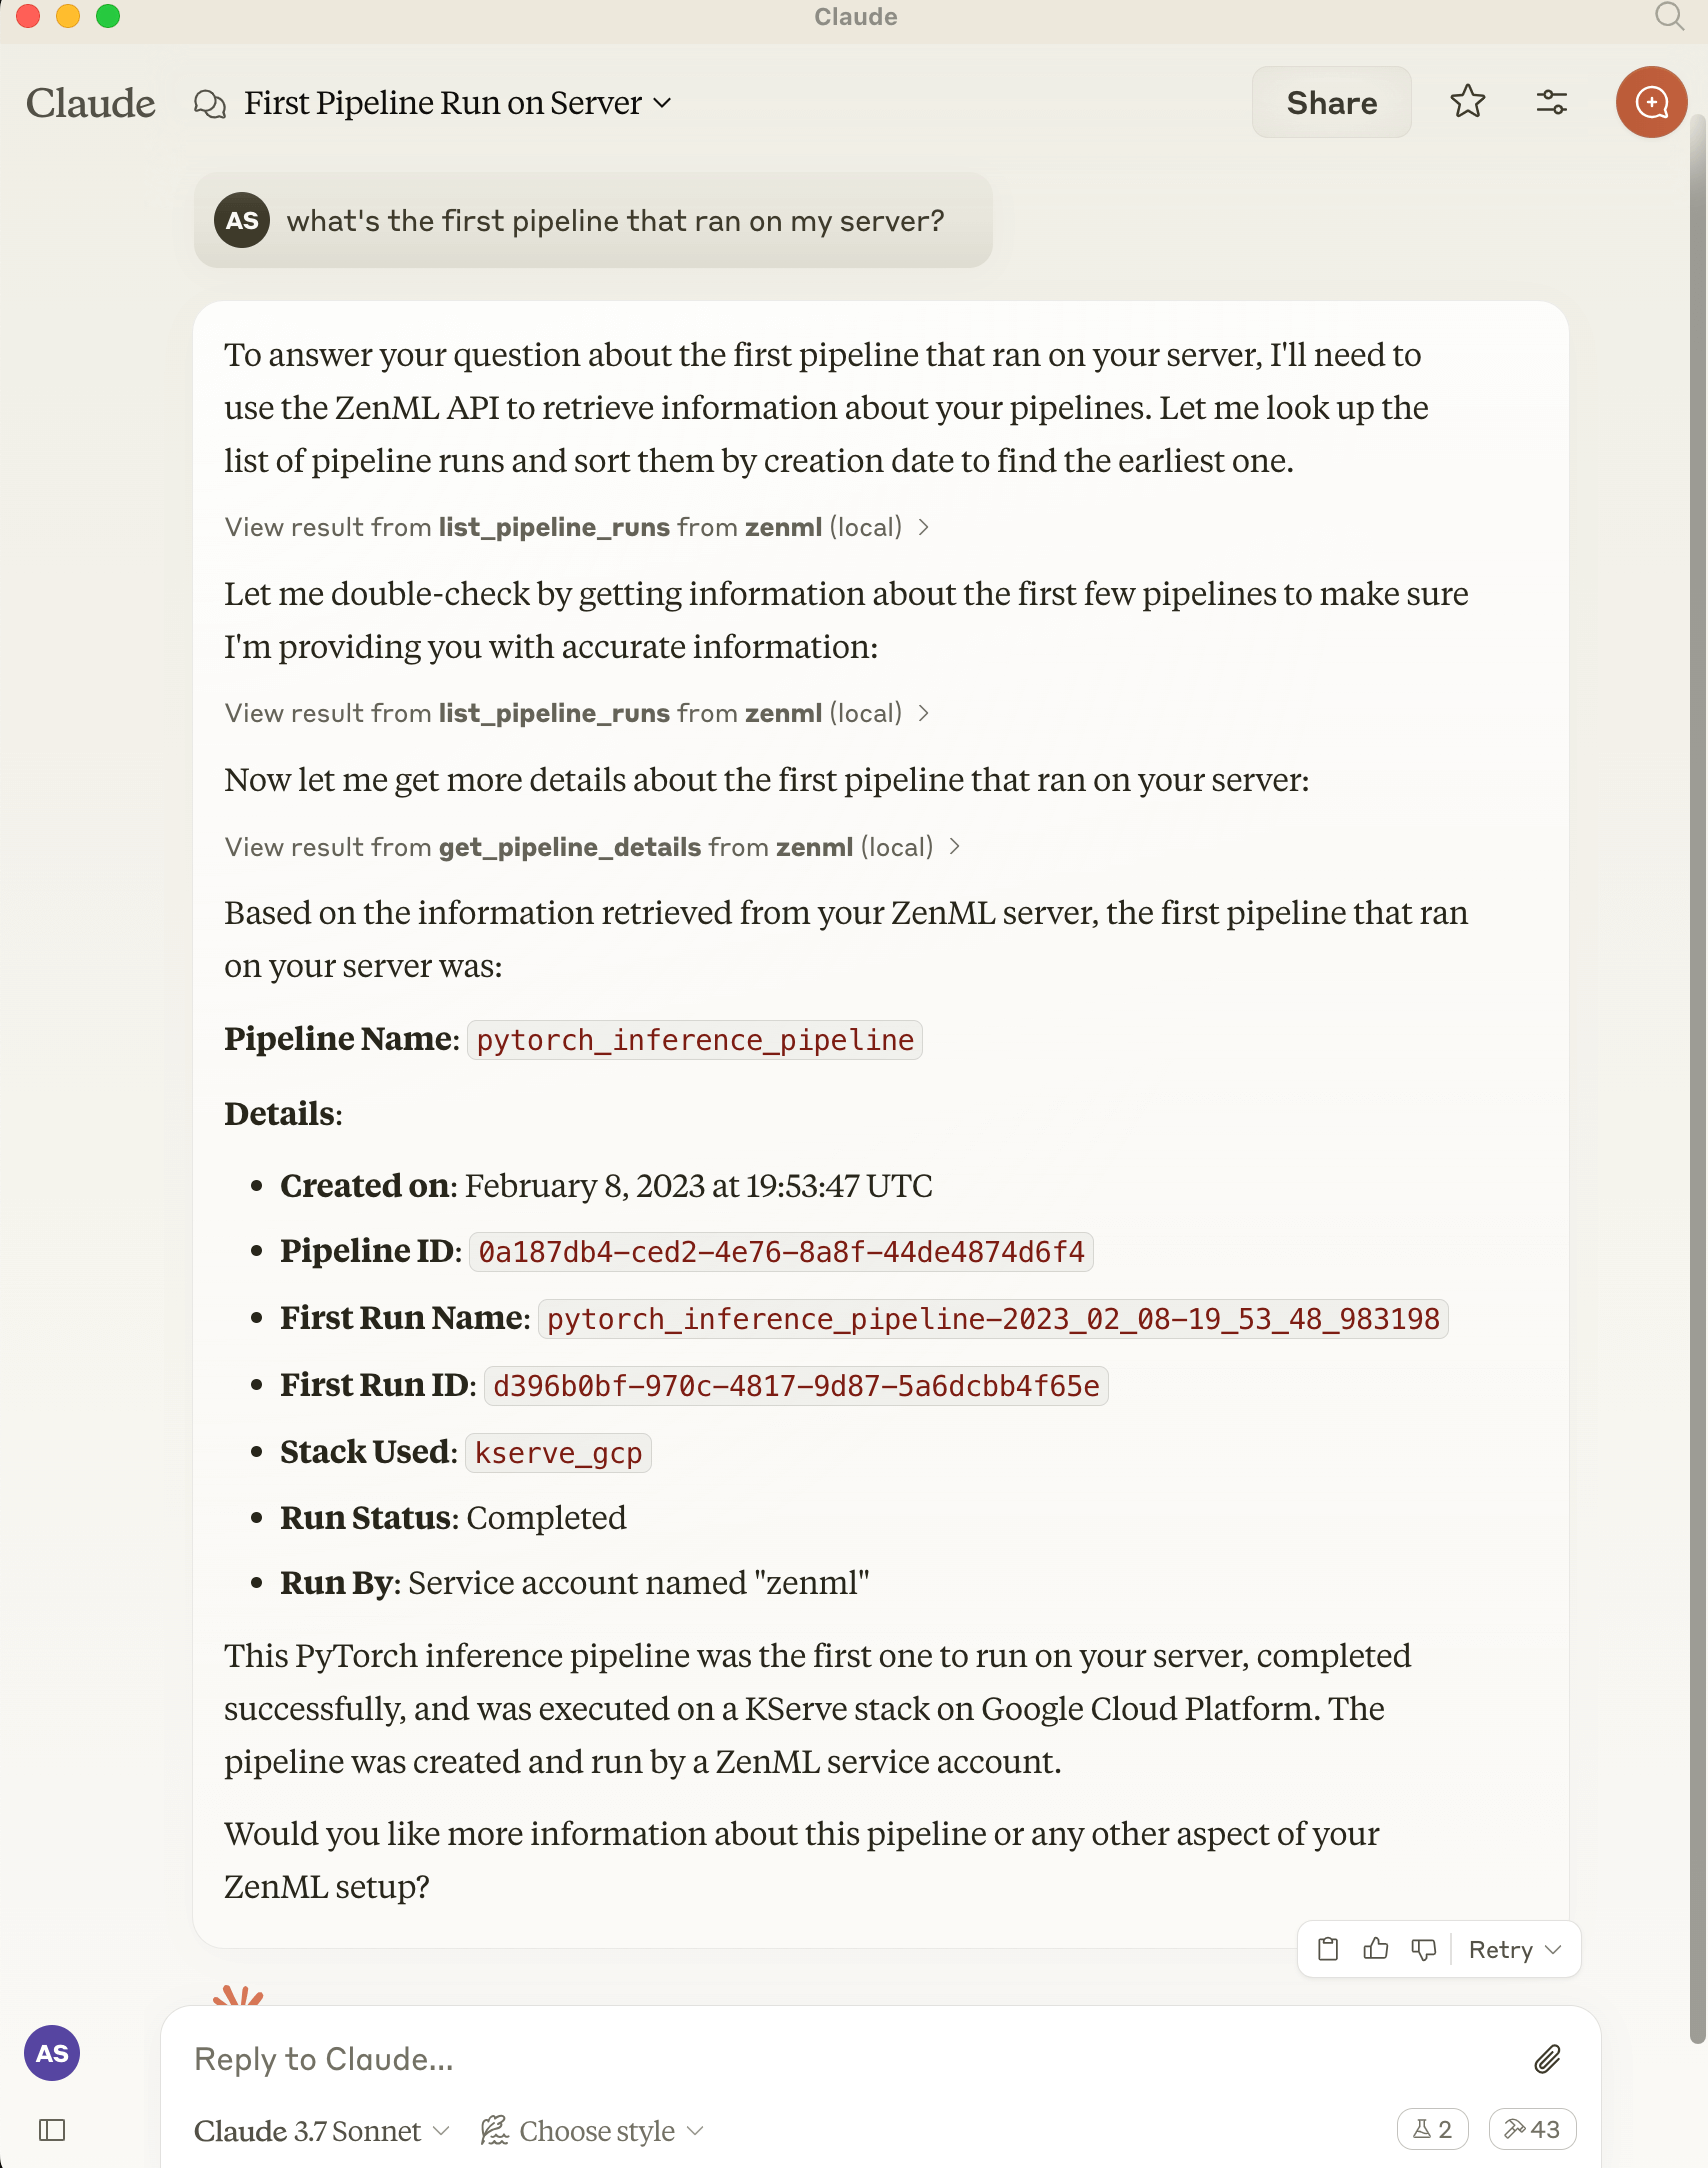 Claude
Claude
First Pipeline Run on Server
Share
AS
what's the first pipeline that ran on my server?
To answer your question about the first pipeline that ran on your server, I'll need to
use the ZenML API to retrieve information about your pipelines. Let me look up the
list of pipeline runs and sort them by creation date to find the earliest one.
View result from list_pipeline_runs from zenml (local)
Let me double-check by getting information about the first few pipelines to make sure
I'm providing you with accurate information:
View result from list_pipeline_runs from zenml (local)
Now let me get more details about the first pipeline that ran on your server:
View result from get_pipeline_details from zenml (local)
Based on the information retrieved from your ZenML server, the first pipeline that ran
on your server was:
Pipeline Name: pytorch_inference_pipeline
Details:
• Created on: February 8, 2023 at 19:53:47 UTC
• Pipeline ID: 0a187db4-ced2-4e76-8a8f-44de4874d6f4
• First Run Name: pytorch_inference_pipeline-2023_02_08-19_53_48_983198
• First Run ID: d396b0bf-970c-4817-9d87-5a6dcbb4f65e
• Stack Used: kserve_gcp
• Run Status: Completed
• Run By: Service account named "zenml"
This PyTorch inference pipeline was the first one to run on your server, completed
successfully, and was executed on a KServe stack on Google Cloud Platform. The
pipeline was created and run by a ZenML service account.
Would you like more information about this pipeline or any other aspect of your
ZenML setup?
Retry
AS
Reply to Claude...
Claude 3.7 Sonnet
Choose style
2
43